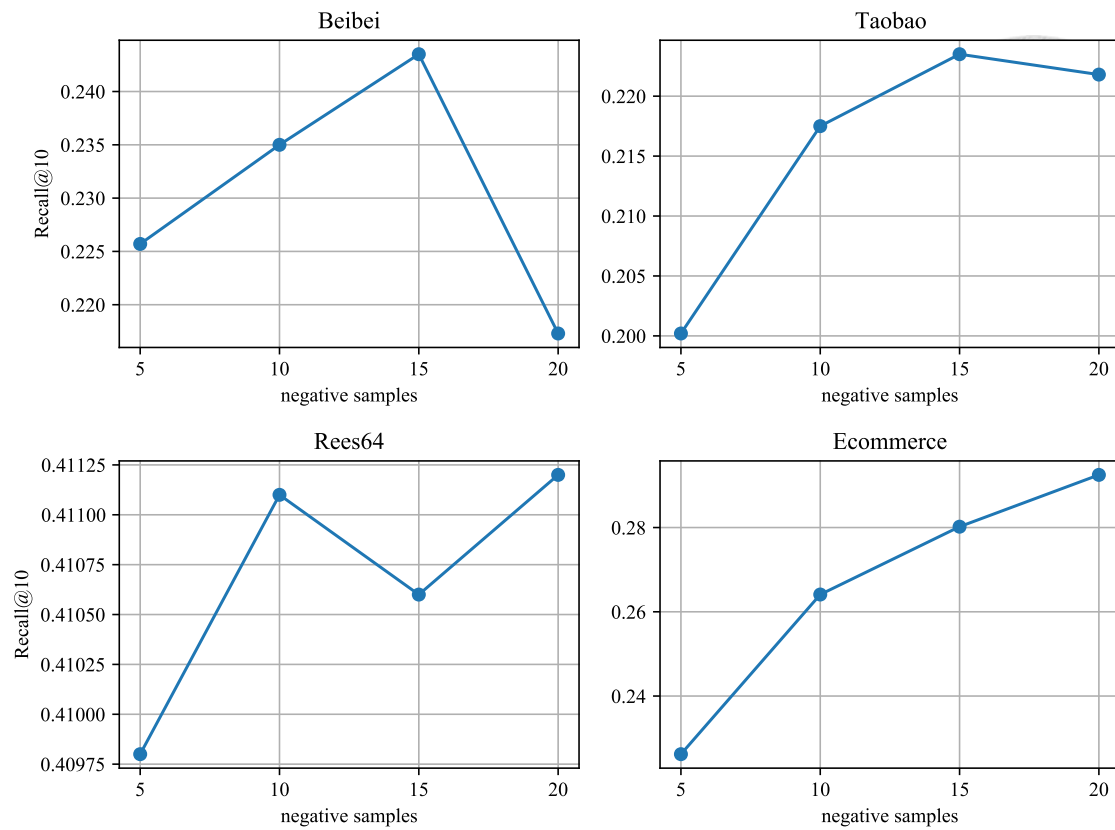 Beibei
Recall@10
0.240
0.235
0.230
0.225
0.220
5 10 15 20
negative samples
Taobao
0.220
0.215
0.210
0.205
0.200
5 10 15 20
negative samples
Rees64
Recall@10
0.41125
0.41100
0.41075
0.41050
0.41025
0.41000
0.40975
5 10 15 20
negative samples
Ecommerce
0.28
0.26
0.24
5 10 15 20
negative samples